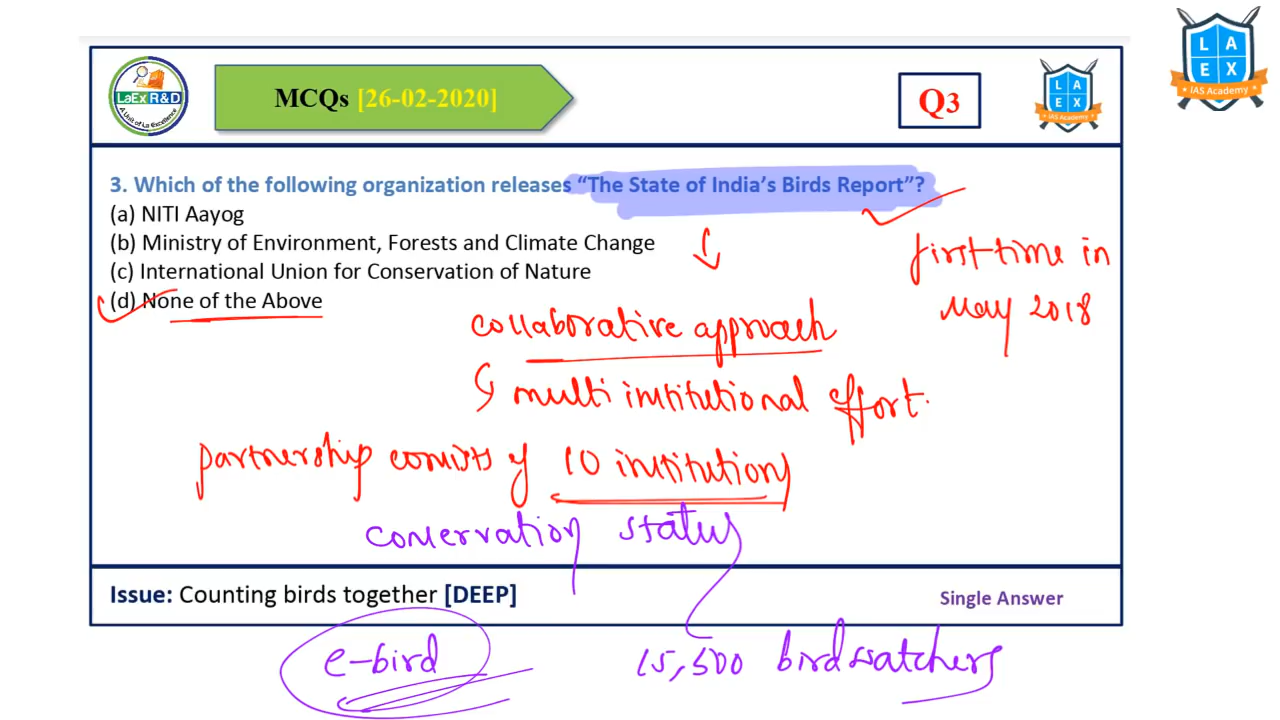 L A
E X
IAS Academy
LaEx R&D
A Unit of La Excellence
MCQs [26-02-2020]
Q3
L A
E X
IAS Academy
3. Which of the following organization releases “The State of India’s Birds Report”?
(a) NITI Aayog
(b) Ministry of Environment, Forests and Climate Change
(c) International Union for Conservation of Nature
(d) None of the Above
first time in
May 2018
collaborative approach
multi institutional effort.
partnership consists of 10 institutions
conservation status
Issue: Counting birds together [DEEP]
Single Answer
e-bird
15,500 birdwatchers